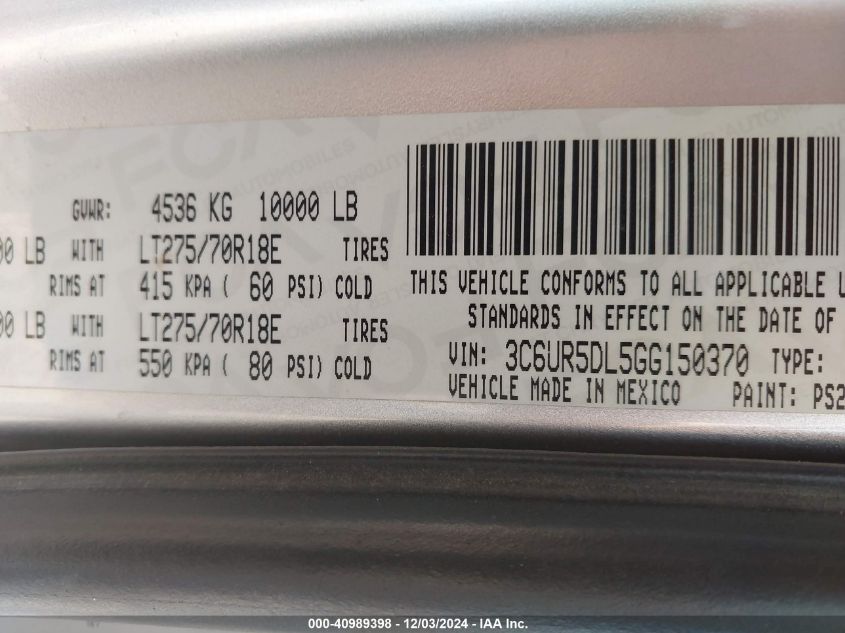 GVWR: 4536 KG 10000 LB
00 LB WITH LT275/70R18E TIRES
RIMS AT 415 KPA ( 60 PSI) COLD
00 LB WITH LT275/70R18E TIRES
RIMS AT 550 KPA ( 80 PSI) COLD
THIS VEHICLE CONFORMS TO ALL APPLICABLE
STANDARDS IN EFFECT ON THE DATE OF
VIN: 3C6UR5DL5GG150370 TYPE:
VEHICLE MADE IN MEXICO PAINT: PS2
000-40989398 - 12/03/2024 - IAA Inc.